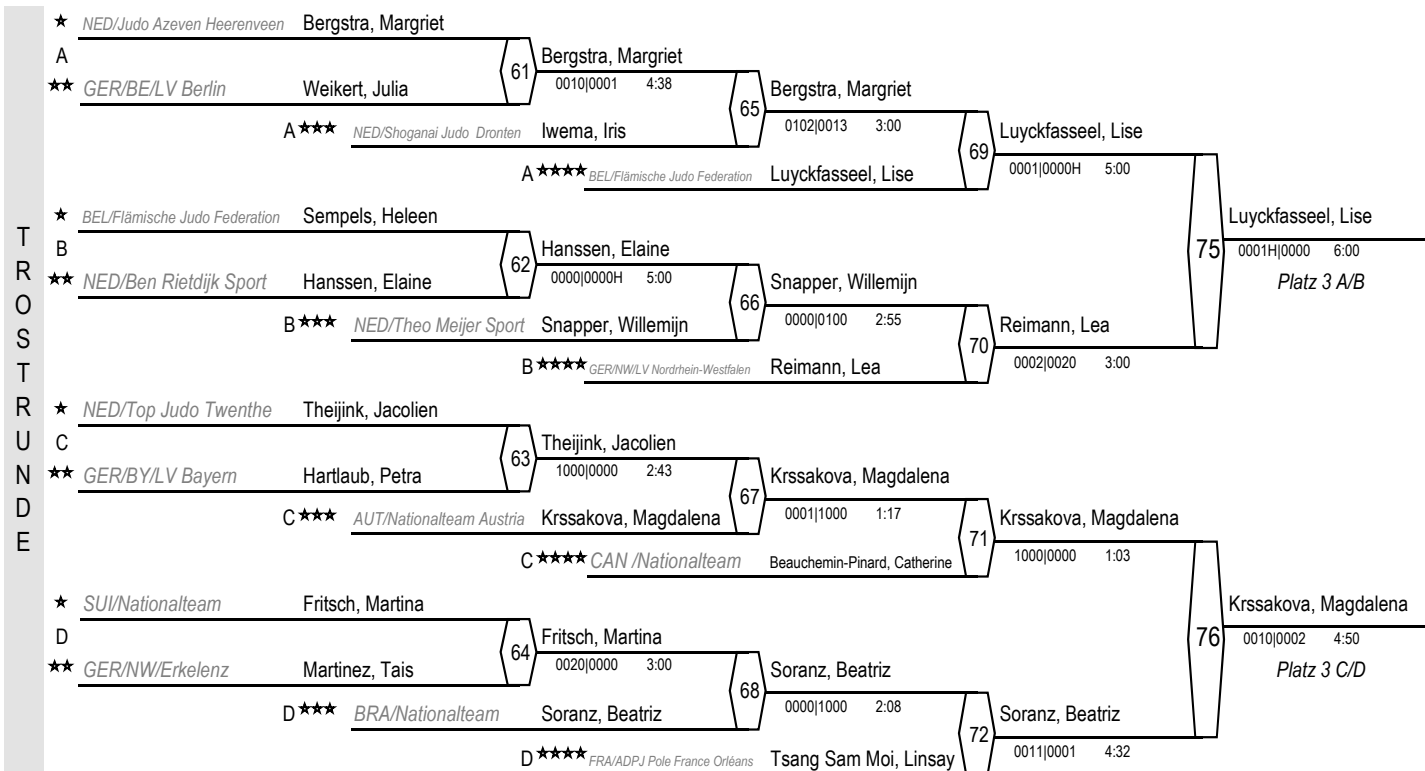 TROSTRUNDE
★ NED/Judo Azeven Heerenveen Bergstra, Margriet
A
61 Bergstra, Margriet
0010|0001 4:38
★★ GER/BE/LV Berlin Weikert, Julia
65 Bergstra, Margriet
0102|0013 3:00
A ★★★ NED/Shoganai Judo Dronten Iwema, Iris
69 Luyckfasseel, Lise
0001|0000H 5:00
A ★★★★ BEL/Flämische Judo Federation Luyckfasseel, Lise
★ BEL/Flämische Judo Federation Sempels, Heleen
75 Luyckfasseel, Lise
0001H|0000 6:00
Platz 3 A/B
B
62 Hanssen, Elaine
0000|0000H 5:00
★★ NED/Ben Rietdijk Sport Hanssen, Elaine
66 Snapper, Willemijn
0000|0100 2:55
B ★★★ NED/Theo Meijer Sport Snapper, Willemijn
70 Reimann, Lea
0002|0020 3:00
B ★★★★ GER/NW/LV Nordrhein-Westfalen Reimann, Lea
★ NED/Top Judo Twenthe Theijink, Jacolien
C
63 Theijink, Jacolien
1000|0000 2:43
★★ GER/BY/LV Bayern Hartlaub, Petra
67 Krssakova, Magdalena
0001|1000 1:17
C ★★★ AUT/Nationalteam Austria Krssakova, Magdalena
71 Krssakova, Magdalena
1000|0000 1:03
C ★★★★ CAN /Nationalteam Beauchemin-Pinard, Catherine
★ SUI/Nationalteam Fritsch, Martina
76 Krssakova, Magdalena
0010|0002 4:50
Platz 3 C/D
D
64 Fritsch, Martina
0020|0000 3:00
★★ GER/NW/Erkelenz Martinez, Tais
68 Soranz, Beatriz
0000|1000 2:08
D ★★★ BRA/Nationalteam Soranz, Beatriz
72 Soranz, Beatriz
0011|0001 4:32
D ★★★★ FRA/ADPJ Pole France Orléans Tsang Sam Moi, Linsay